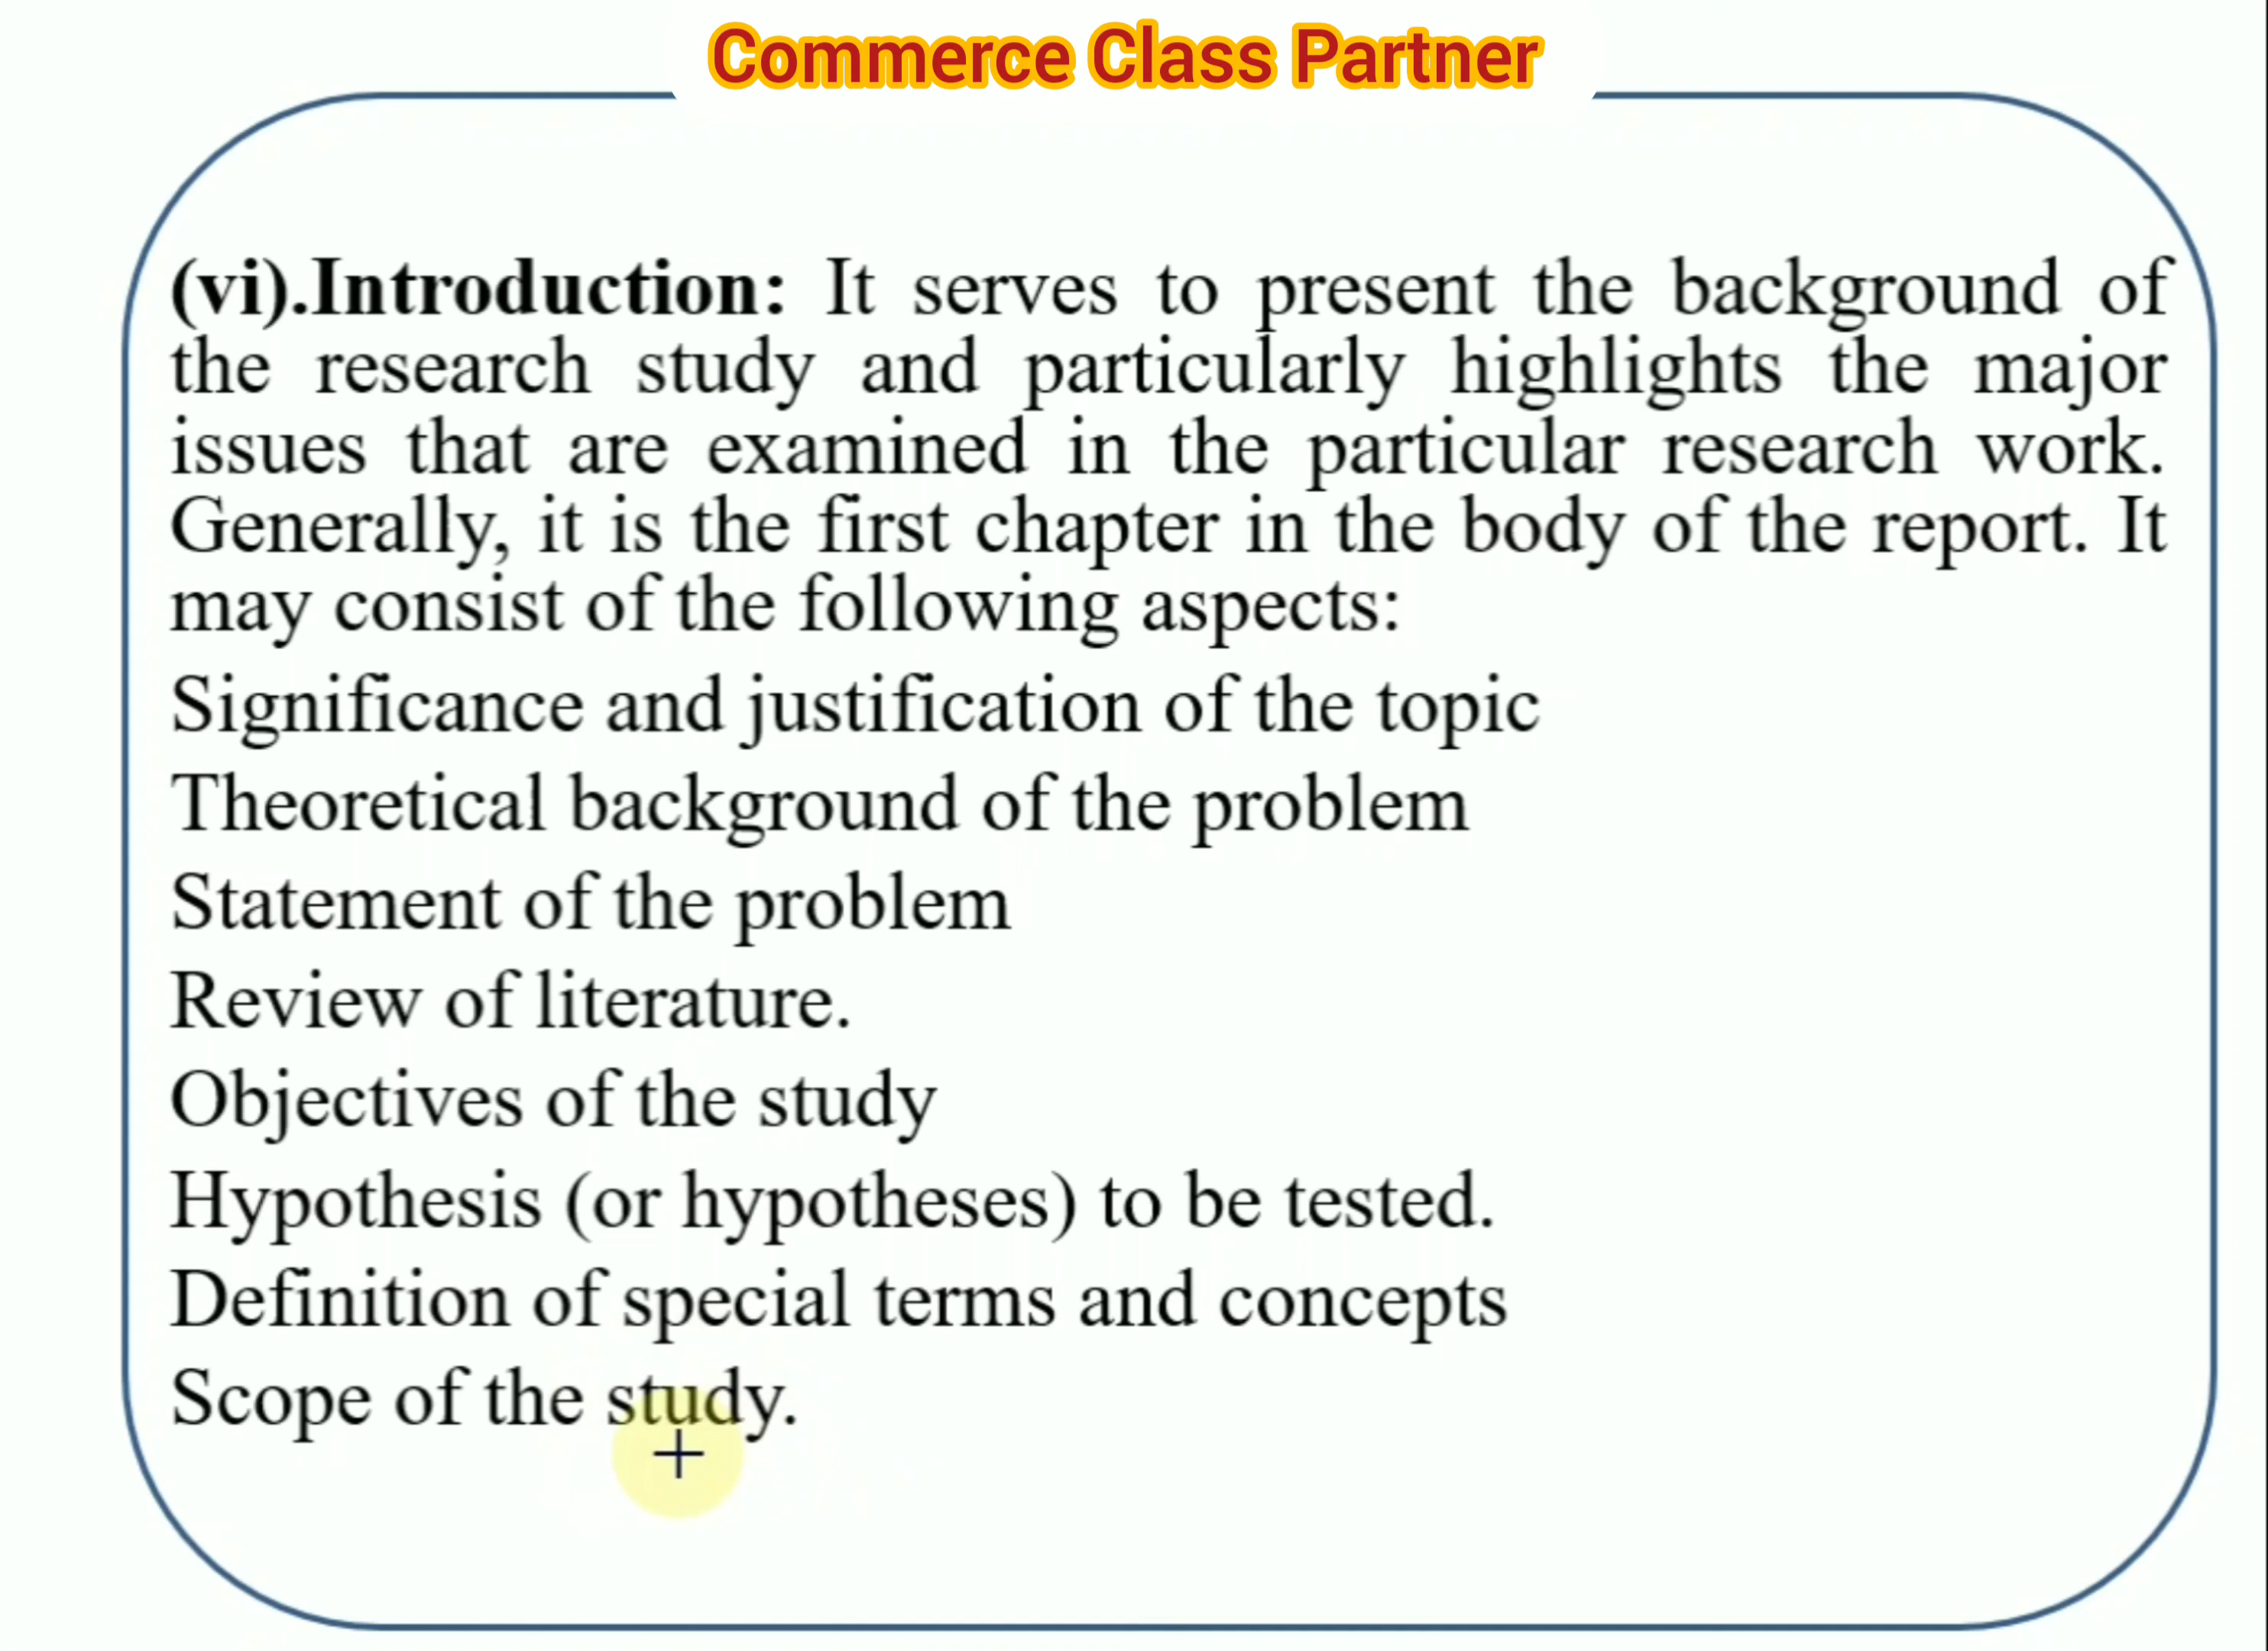 Commerce Class Partner
(vi).Introduction: It serves to present the background of
the research study and particularly highlights the major
issues that are examined in the particular research work.
Generally, it is the first chapter in the body of the report. It
may consist of the following aspects:
Significance and justification of the topic
Theoretical background of the problem
Statement of the problem
Review of literature.
Objectives of the study
Hypothesis (or hypotheses) to be tested.
Definition of special terms and concepts
Scope of the study.